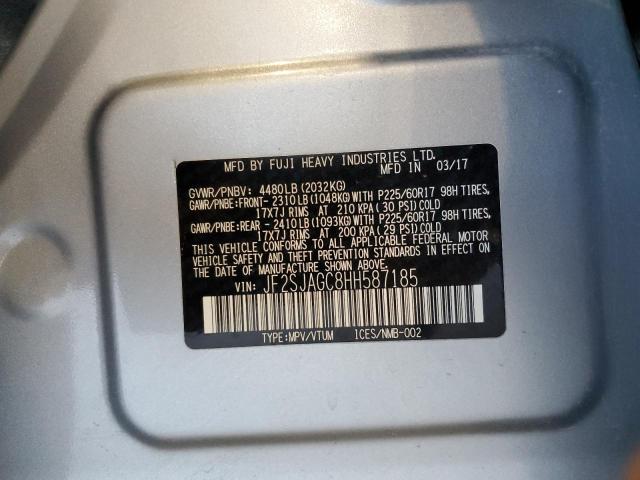 MFD BY FUJI HEAVY INDUSTRIES LTD.
MFD. IN 03/17
GVWR/PNBV: 4480LB (2032KG)
GAWR/PNBE:FRONT- 2310LB(1048KG)WITH P225/60R17 98H TIRES,
17X7J RIMS AT 210 KPA (30 PSI) COLD
GAWR/PNBE:REAR - 2410LB(1093KG)WITH P225/60R17 98H TIRES,
17X7J RIMS AT 200 KPA (29 PSI) COLD
THIS VEHICLE CONFORMS TO ALL APPLICABLE FEDERAL MOTOR
VEHICLE SAFETY AND THEFT PREVENTION STANDARDS IN EFFECT ON
THE DATE OF MANUFACTURE SHOWN ABOVE.
VIN: JF2SJAGC8HH587185
TYPE:MPV/VTUM ICES/NMB-002